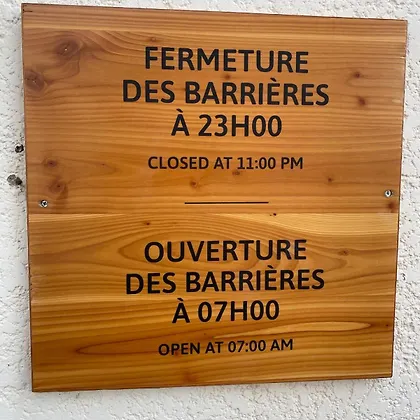 FERMETURE
DES BARRIÈRES
À 23H00
CLOSED AT 11:00 PM
OUVERTURE
DES BARRIÈRES
À 07H00
OPEN AT 07:00 AM